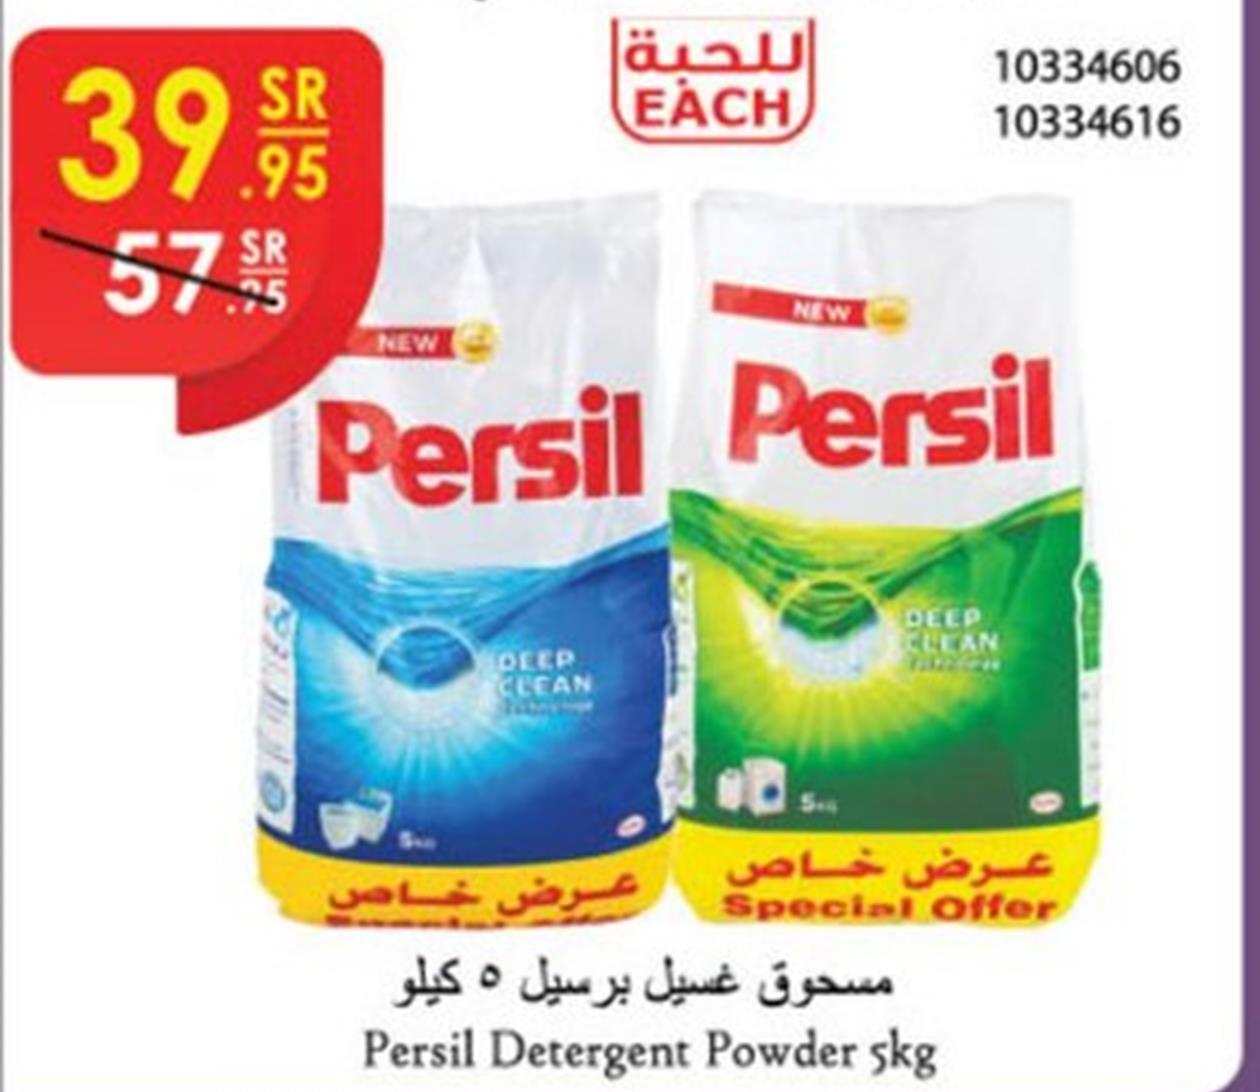 39 SR .95
57 SR .95
للحبة
EACH
10334606
10334616
NEW
Persil
DEEP
CLEAN
5KG
عرض خاص
NEW
Persil
DEEP
CLEAN
Technology
5KG
عرض خاص
Special Offer
مسحوق غسيل برسيل ٥ كيلو
Persil Detergent Powder 5kg